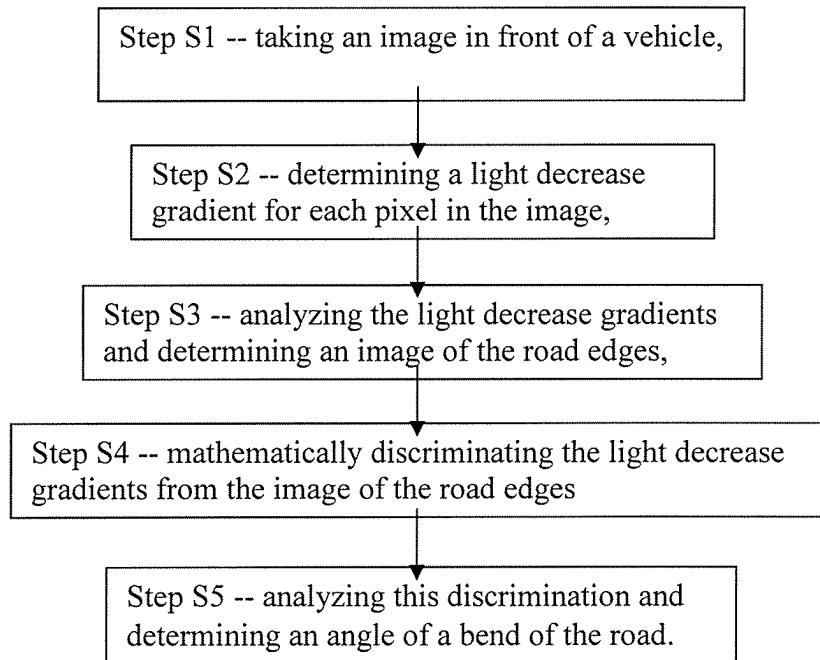 Step S1 -- taking an image in front of a vehicle,
Step S2 -- determining a light decrease
gradient for each pixel in the image,
Step S3 -- analyzing the light decrease gradients
and determining an image of the road edges,
Step S4 -- mathematically discriminating the light decrease
gradients from the image of the road edges
Step S5 -- analyzing this discrimination and
determining an angle of a bend of the road.